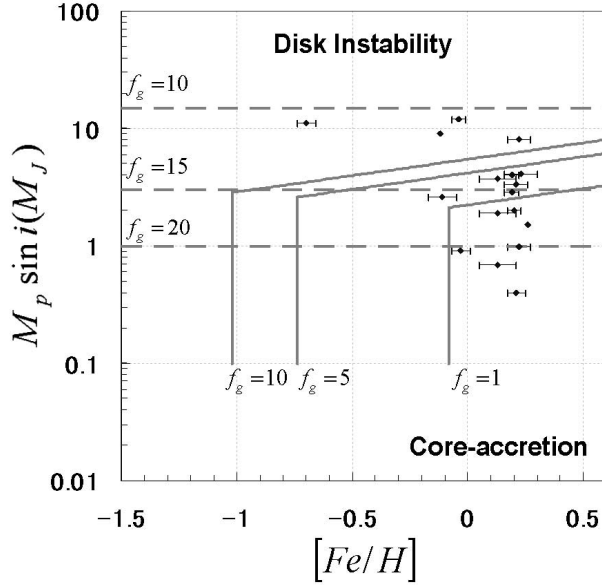 100
Disk Instability
f_g = 10
10
f_g = 15
f_g = 20
1
M_p sin i (M_J)
0.1
f_g = 10
f_g = 5
f_g = 1
Core-accretion
0.01
−1.5 −1 −0.5 0 0.5
[Fe/H]